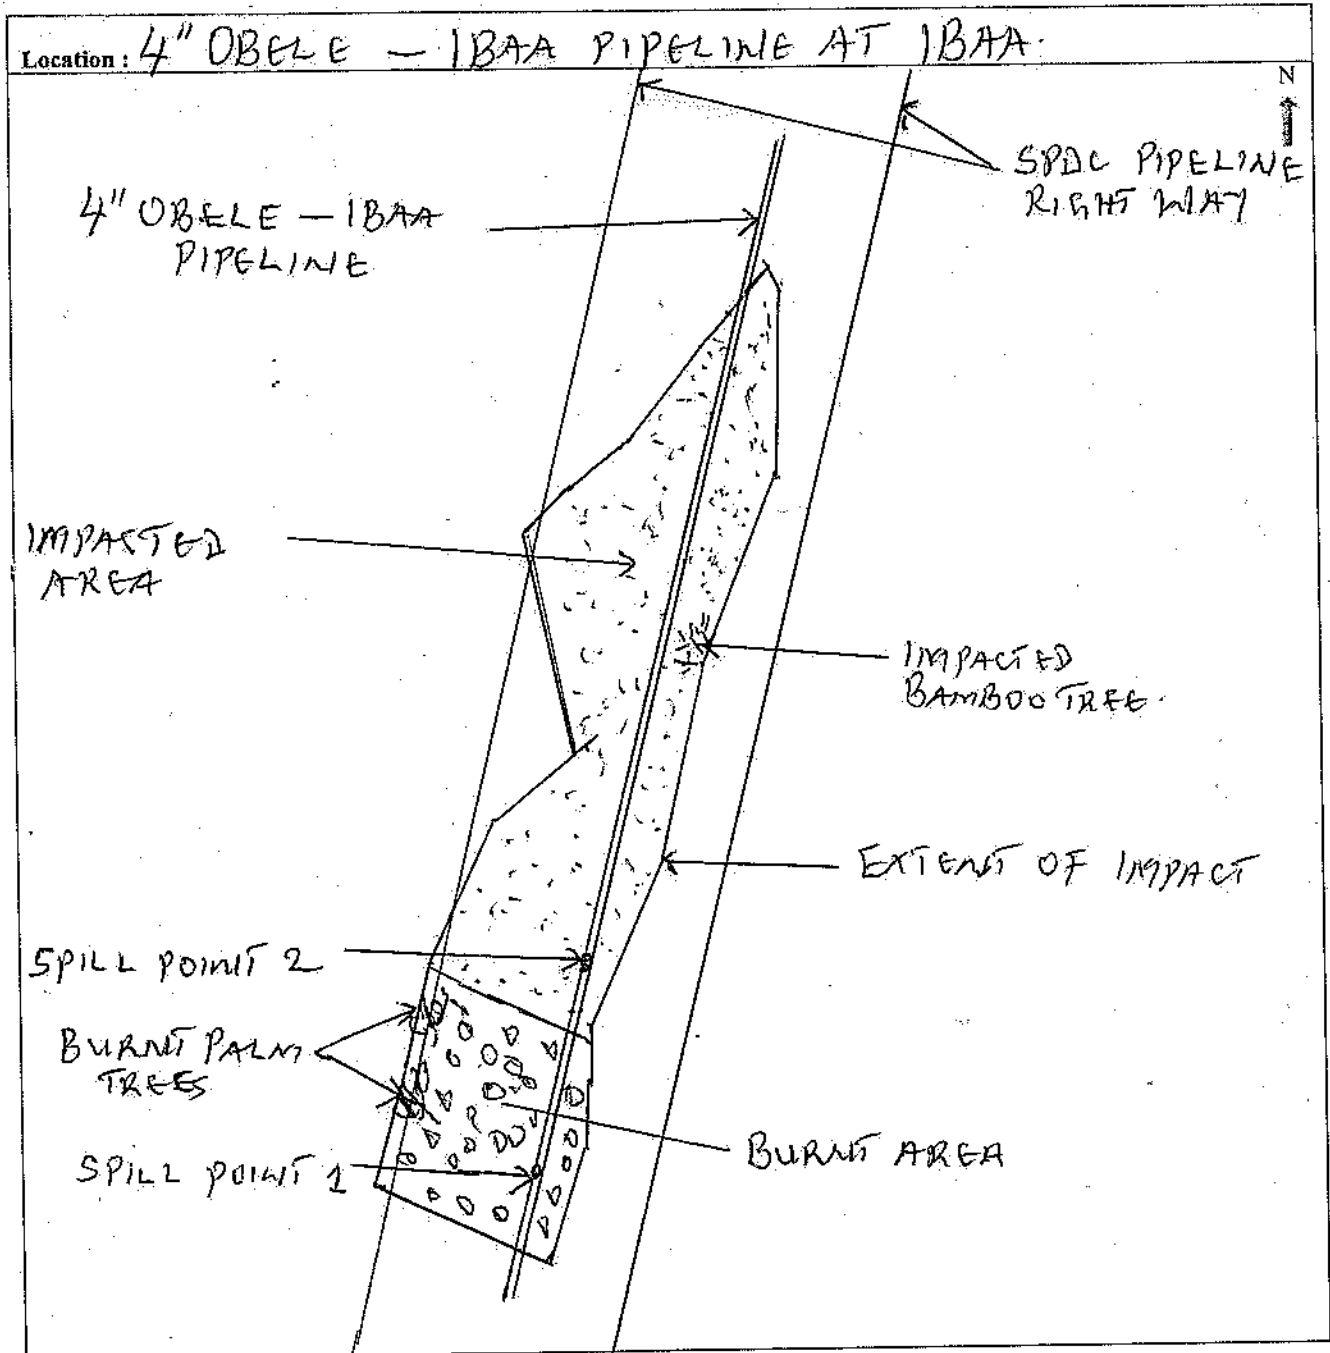 Location : 4" OBELE – IBAA PIPELINE AT IBAA.
N
SPDC PIPELINE
RIGHT WAY
4" OBELE – IBAA
PIPELINE
IMPACTED
AREA
IMPACTED
BAMBOO TREE.
EXTENT OF IMPACT
SPILL POINT 2
BURNT PALM
TREES
BURNT AREA
SPILL POINT 1